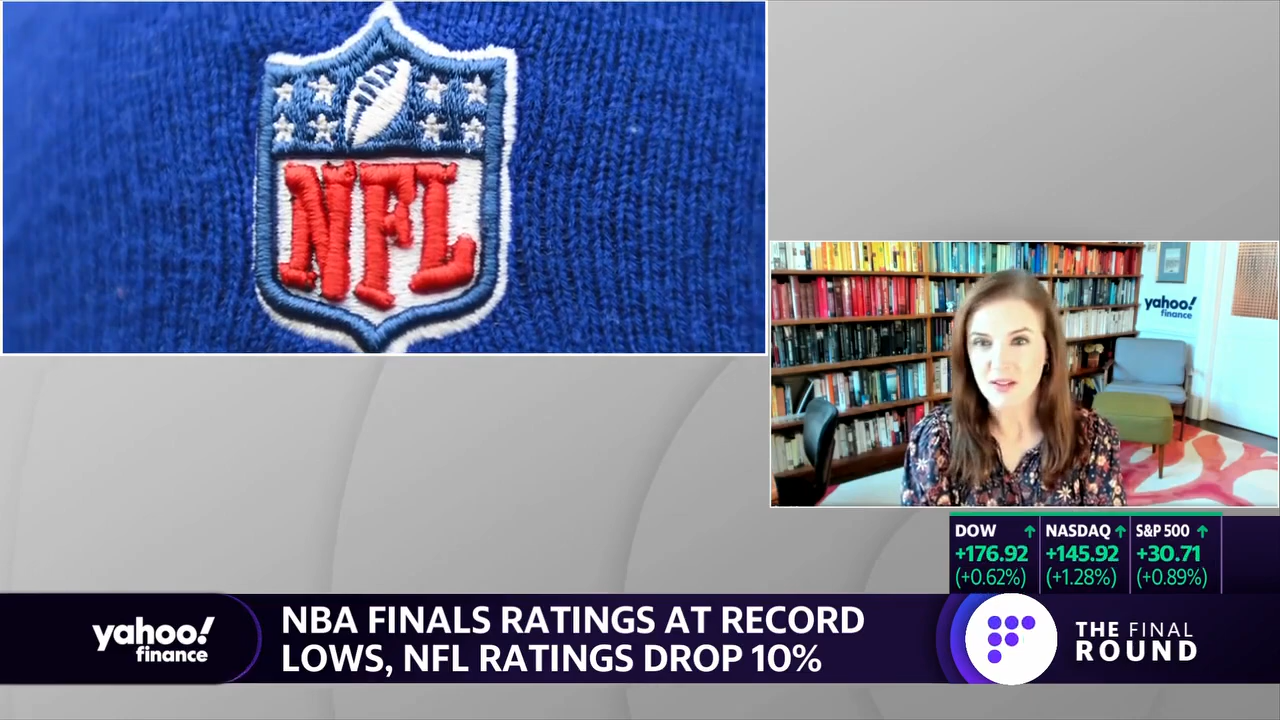 NFL
yahoo!
finance
DOW
+176.92
(+0.62%)
NASDAQ
+145.92
(+1.28%)
S&P 500
+30.71
(+0.89%)
yahoo!
finance
NBA FINALS RATINGS AT RECORD
LOWS, NFL RATINGS DROP 10%
THE FINAL
ROUND